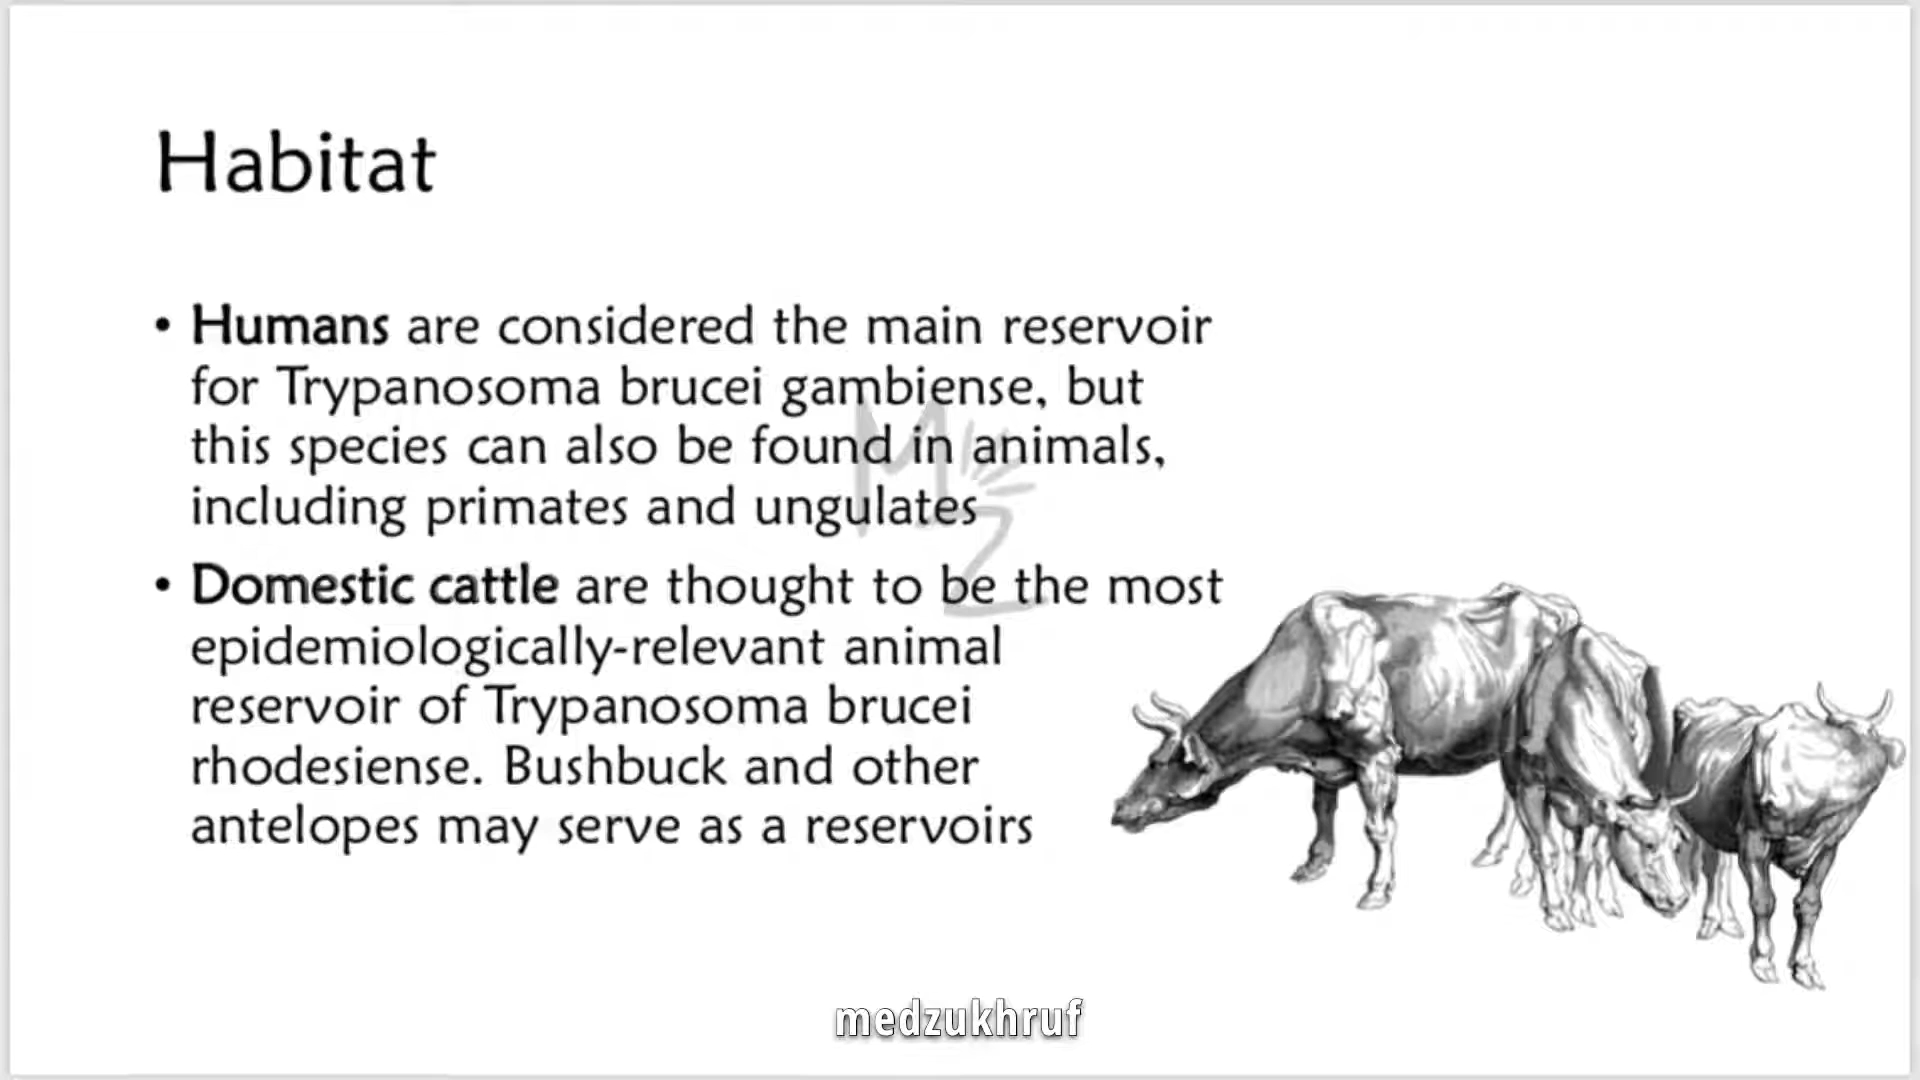 Habitat
• Humans are considered the main reservoir
for Trypanosoma brucei gambiense, but
this species can also be found in animals,
including primates and ungulates
• Domestic cattle are thought to be the most
epidemiologically-relevant animal
reservoir of Trypanosoma brucei
rhodesiense. Bushbuck and other
antelopes may serve as a reservoirs
MZ
medzukhruf